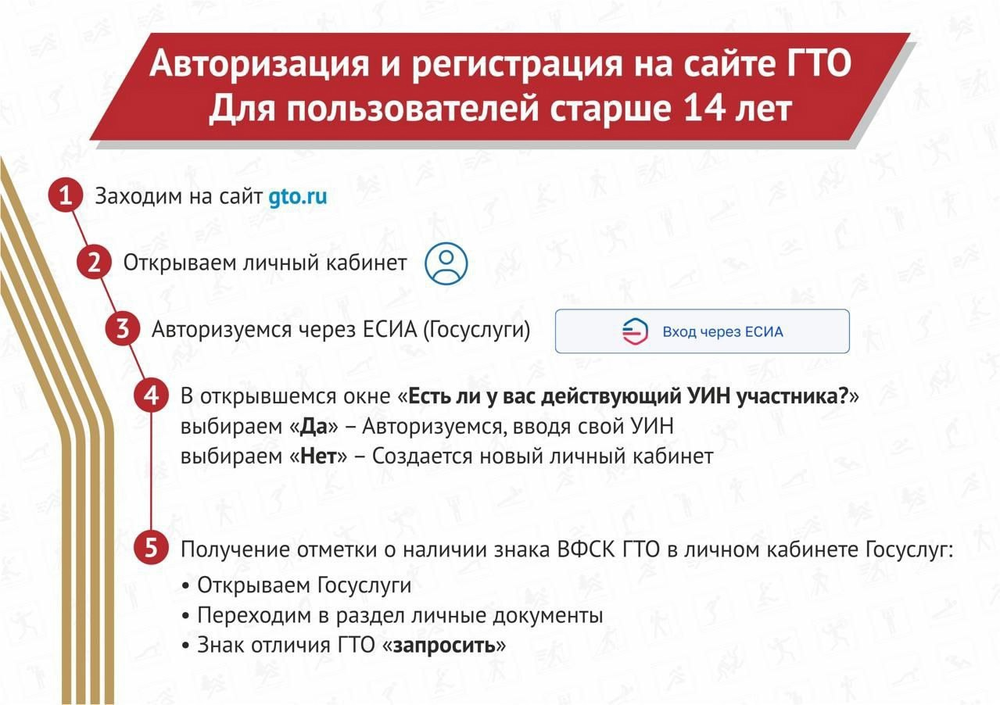 Авторизация и регистрация на сайте ГТО
Для пользователей старше 14 лет
1 Заходим на сайт gto.ru
2 Открываем личный кабинет
3 Авторизуемся через ЕСИА (Госуслуги) Вход через ЕСИА
4 В открывшемся окне «Есть ли у вас действующий УИН участника?»
выбираем «Да» – Авторизуемся, вводя свой УИН
выбираем «Нет» – Создается новый личный кабинет
5 Получение отметки о наличии знака ВФСК ГТО в личном кабинете Госуслуг:
• Открываем Госуслуги
• Переходим в раздел личные документы
• Знак отличия ГТО «запросить»